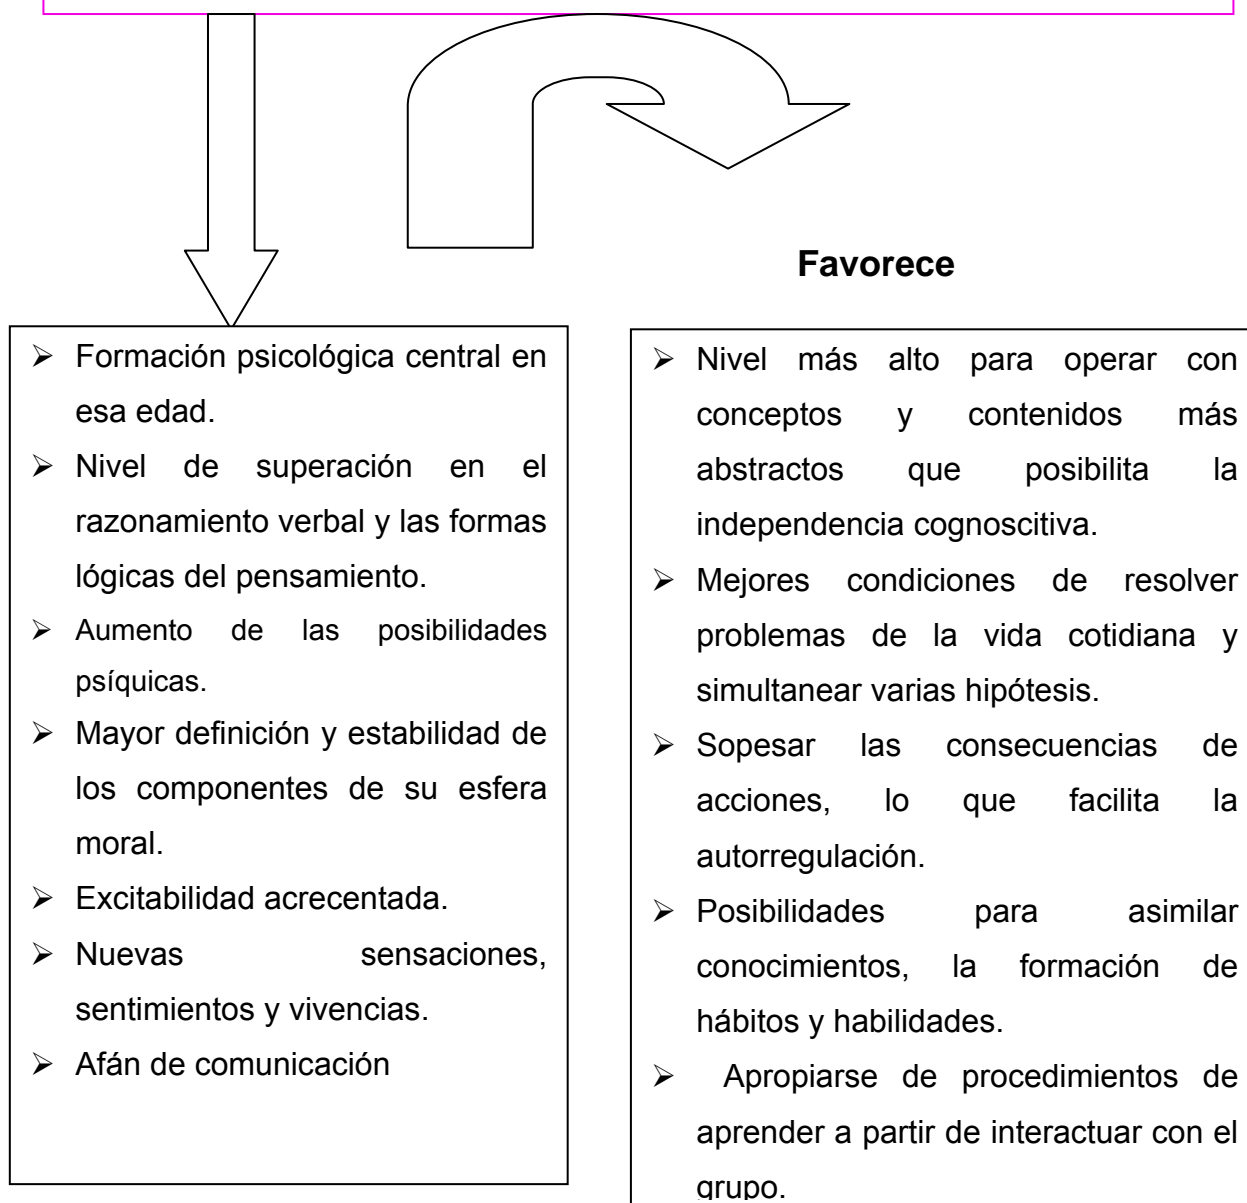 Favorece
➢ Formación psicológica central en
esa edad.
➢ Nivel de superación en el
razonamiento verbal y las formas
lógicas del pensamiento.
➢ Aumento de las posibilidades
psíquicas.
➢ Mayor definición y estabilidad de
los componentes de su esfera
moral.
➢ Excitabilidad acrecentada.
➢ Nuevas sensaciones,
sentimientos y vivencias.
➢ Afán de comunicación
➢ Nivel más alto para operar con
conceptos y contenidos más
abstractos que posibilita la
independencia cognoscitiva.
➢ Mejores condiciones de resolver
problemas de la vida cotidiana y
simultanear varias hipótesis.
➢ Sopesar las consecuencias de
acciones, lo que facilita la
autorregulación.
➢ Posibilidades para asimilar
conocimientos, la formación de
hábitos y habilidades.
➢ Apropiarse de procedimientos de
aprender a partir de interactuar con el
grupo.